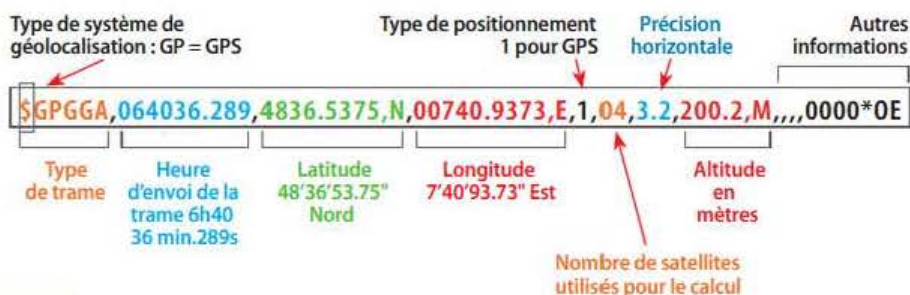 Type de système de
géolocalisation : GP = GPS
Type de positionnement
1 pour GPS
Précision
horizontale
Autres
informations
$GPGGA,064036.289,4836.5375,N,00740.9373,E,1,04,3.2,200.2,M,,,,0000*OE
Type
de trame
Heure
d'envoi de la
trame 6h40
36 min.289s
Latitude
48'36'53.75"
Nord
Longitude
7'40'93.73" Est
Altitude
en
mètres
Nombre de satellites
utilisés pour le calcul